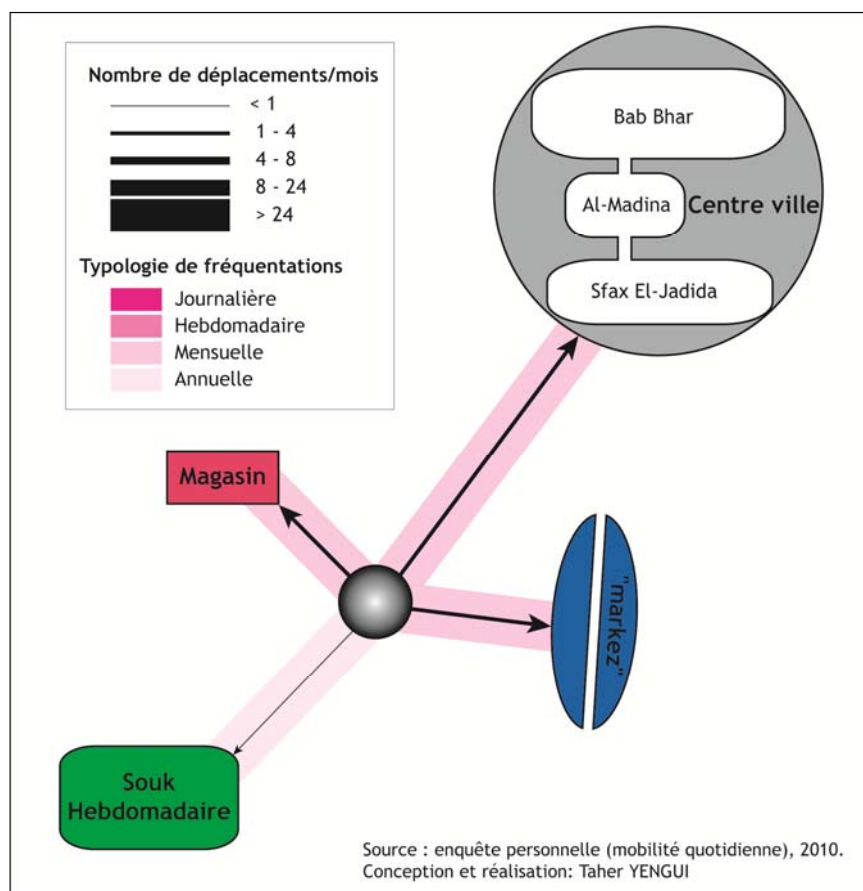 Nombre de déplacements/mois
< 1
1 - 4
4 - 8
8 - 24
> 24
Typologie de fréquentations
Journalière
Hebdomadaire
Mensuelle
Annuelle
Bab Bhar
Al-Madina
Centre ville
Sfax El-Jadida
Magasin
"markez"
Souk
Hebdomadaire
Source : enquête personnelle (mobilité quotidienne), 2010.
Conception et réalisation: Taher YENGUI